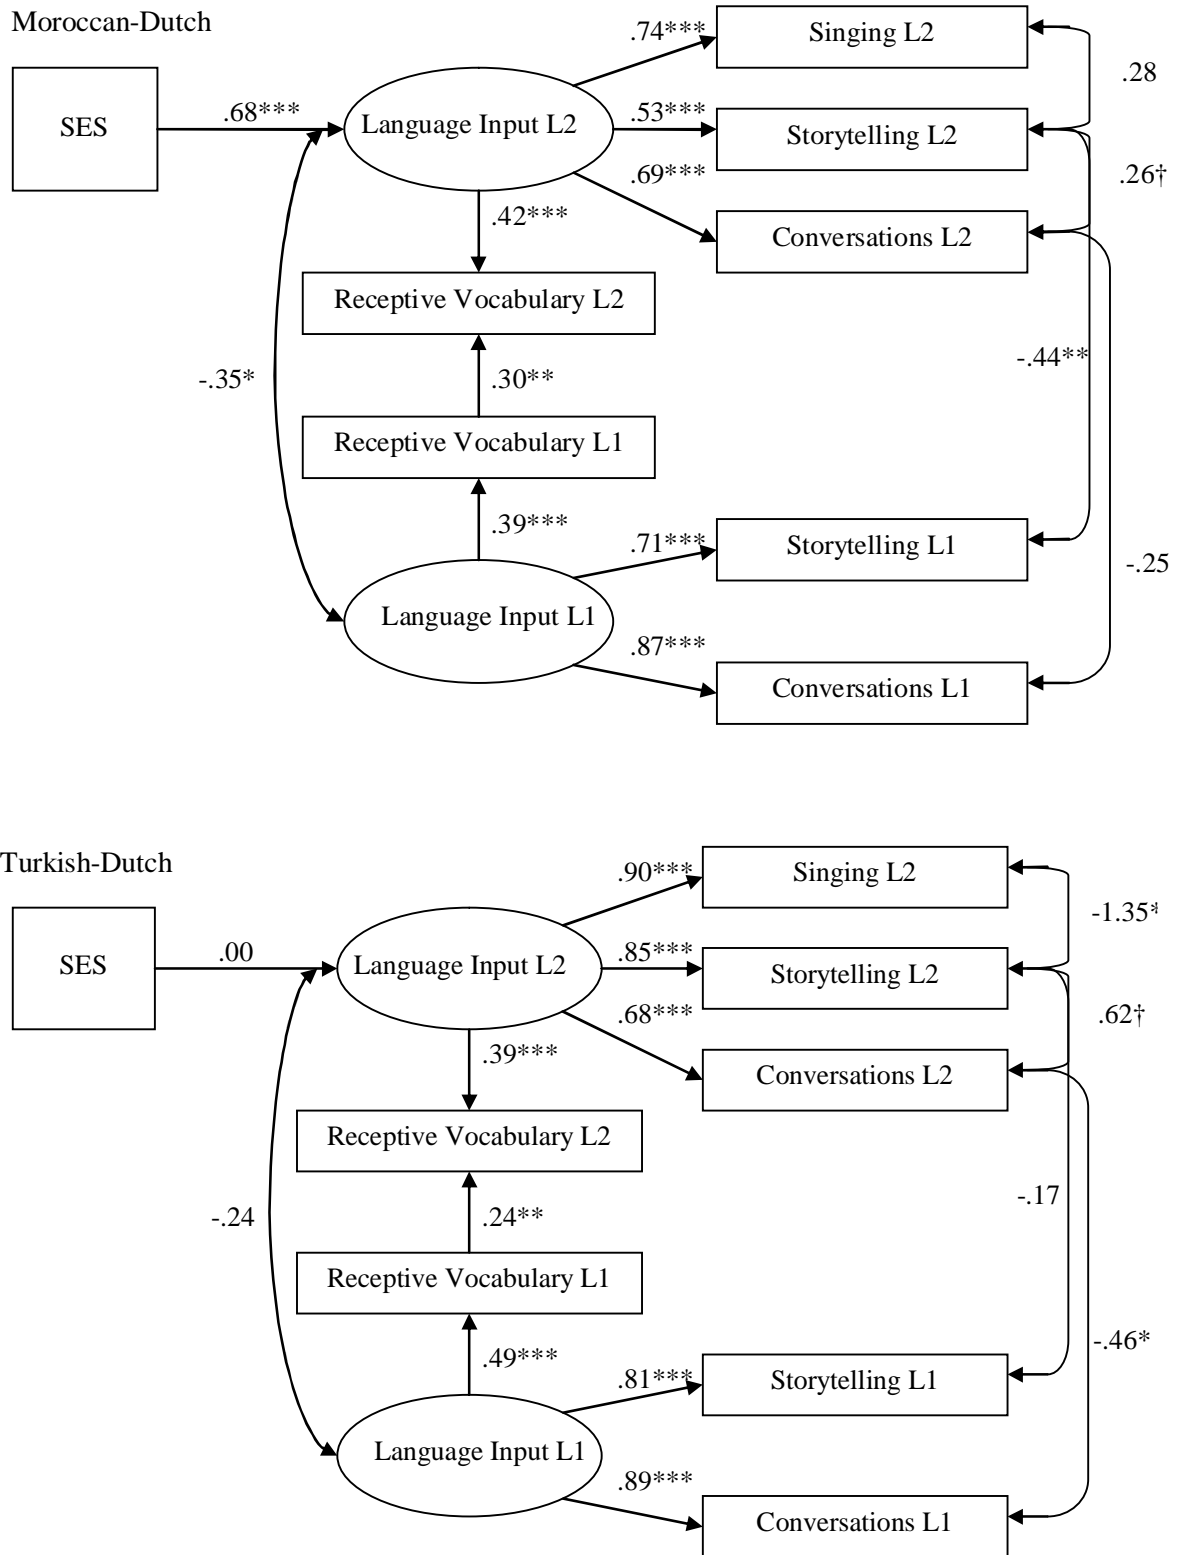 Moroccan-Dutch
Singing L2
.74***
.28
SES
.68***
Language Input L2
.53***
Storytelling L2
.26†
.69***
.42***
Conversations L2
Receptive Vocabulary L2
-.35*
.30**
-.44**
Receptive Vocabulary L1
.39***
.71***
Storytelling L1
-.25
Language Input L1
.87***
Conversations L1
Turkish-Dutch
Singing L2
.90***
-1.35*
SES
.00
Language Input L2
.85***
Storytelling L2
.62†
.68***
.39***
Conversations L2
Receptive Vocabulary L2
-.24
.24**
-.17
Receptive Vocabulary L1
.49***
-.46*
.81***
Storytelling L1
Language Input L1
.89***
Conversations L1